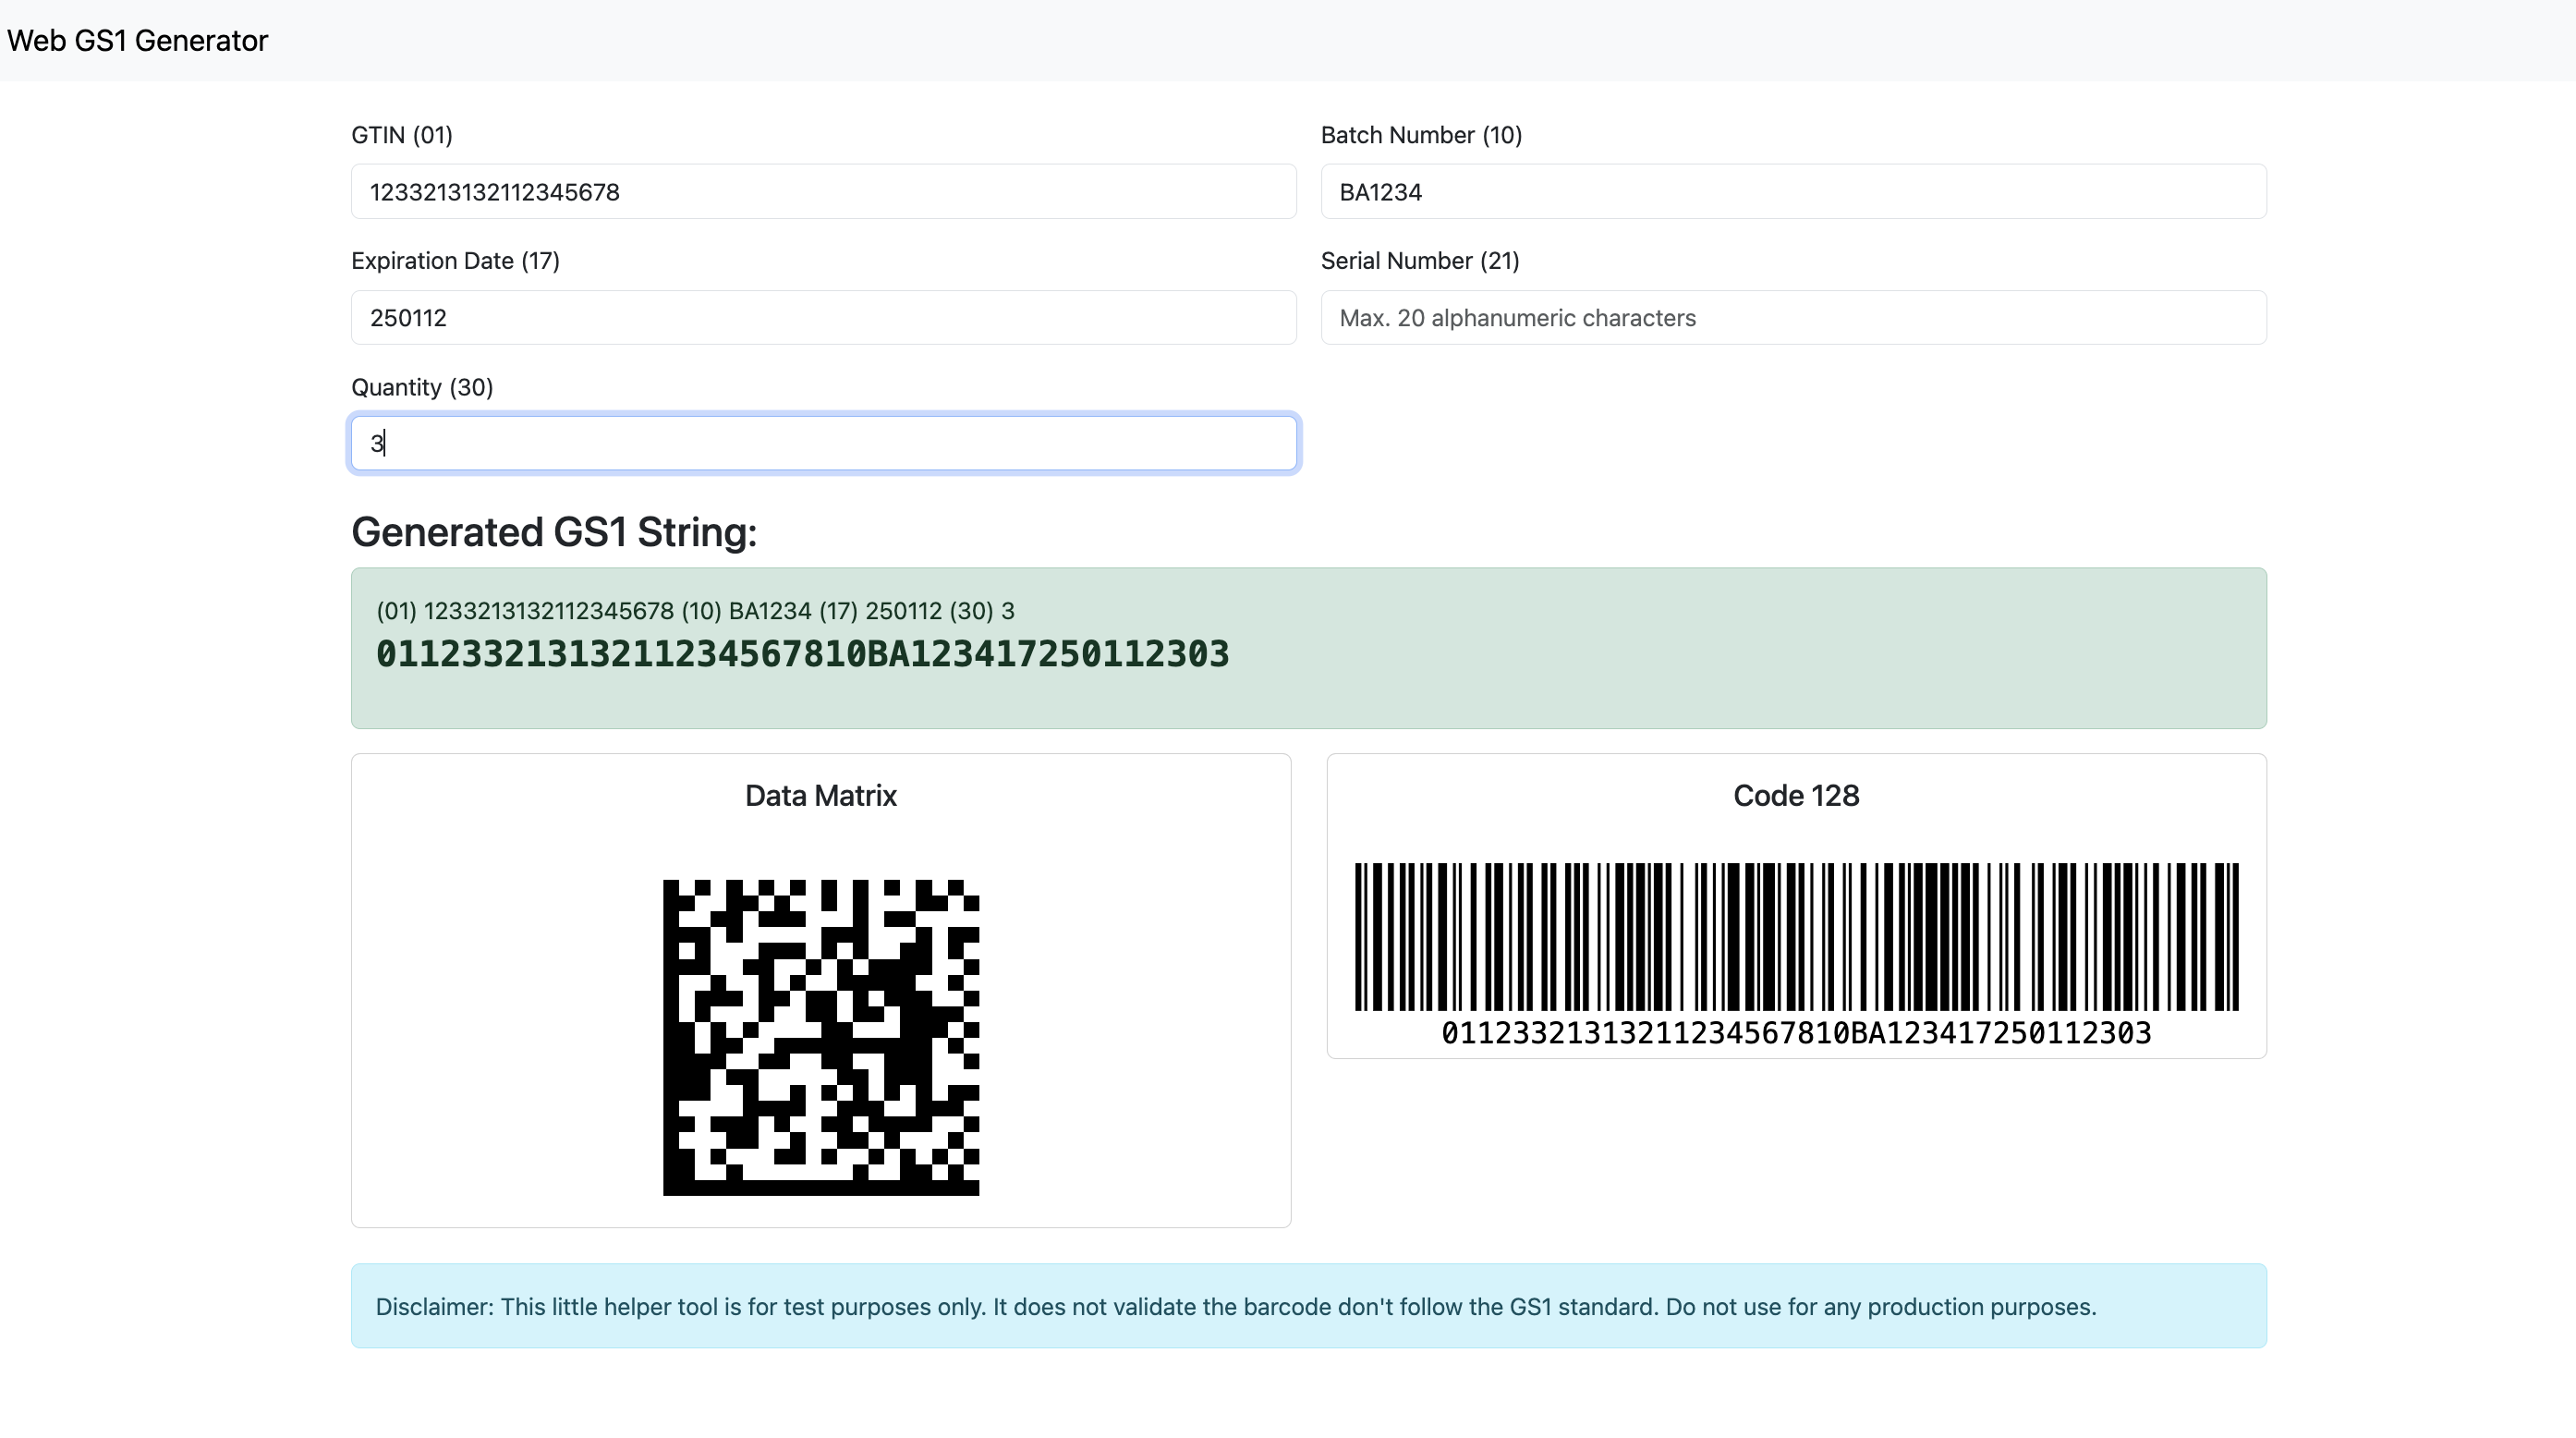 Web GS1 Generator
GTIN (01)
Batch Number (10)
1233213132112345678
BA1234
Expiration Date (17)
Serial Number (21)
250112
Max. 20 alphanumeric characters
Quantity (30)
3
Generated GS1 String:
(01) 1233213132112345678 (10) BA1234 (17) 250112 (30) 3
01123321313211234567810BA123417250112303
Data Matrix
Code 128
01123321313211234567810BA123417250112303
Disclaimer: This little helper tool is for test purposes only. It does not validate the barcode don't follow the GS1 standard. Do not use for any production purposes.